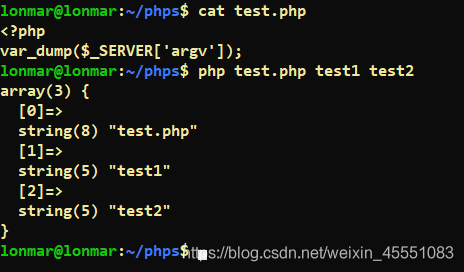 lonmar@lonmar:~/phps$ cat test.php
<?php
var_dump($_SERVER['argv']);
lonmar@lonmar:~/phps$ php test.php test1 test2
array(3) {
  [0]=>
  string(8) "test.php"
  [1]=>
  string(5) "test1"
  [2]=>
  string(5) "test2"
}
lonmar@lonmar:~/phps$
https://blog.csdn.net/weixin_45551083